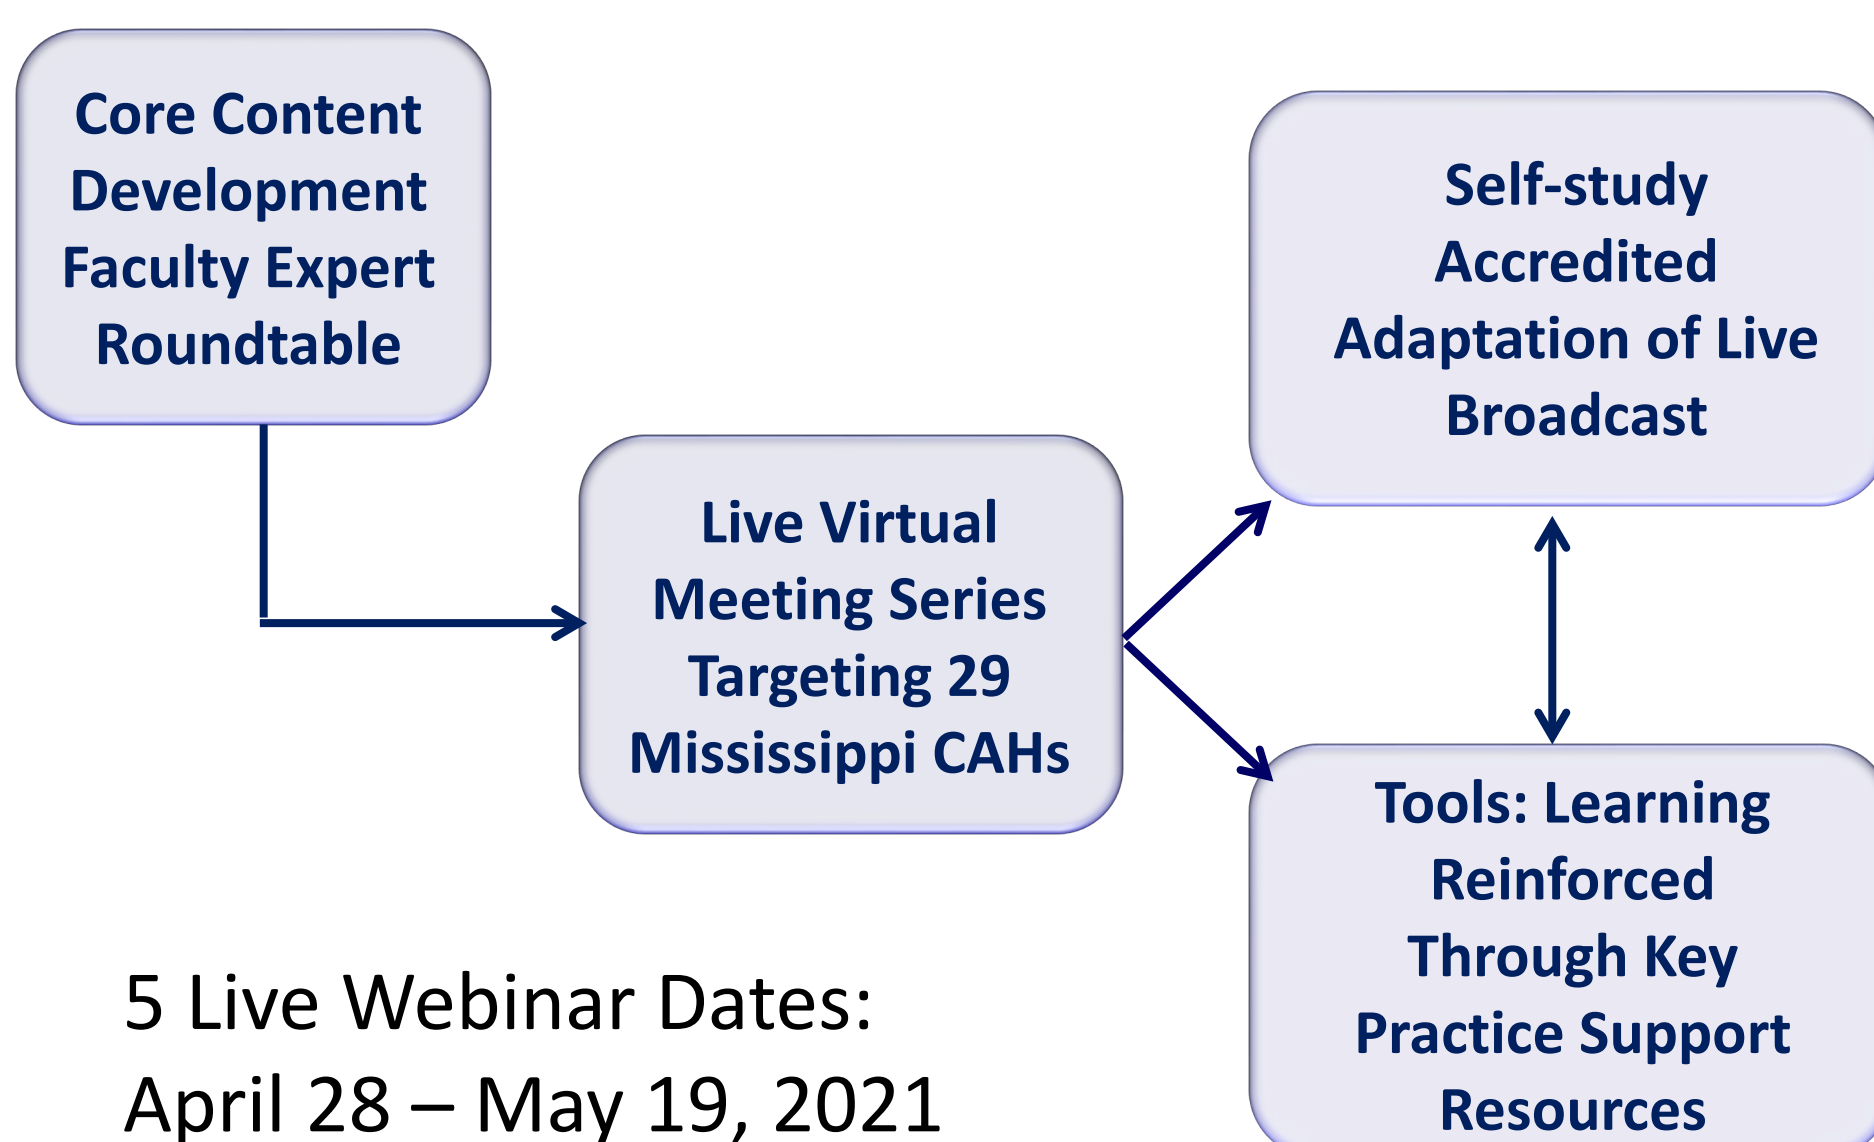 Core Content
Development
Faculty Expert
Roundtable
Live Virtual
Meeting Series
Targeting 29
Mississippi CAHs
Self-study
Accredited
Adaptation of Live
Broadcast
Tools: Learning
Reinforced
Through Key
Practice Support
Resources
5 Live Webinar Dates:
April 28 – May 19, 2021